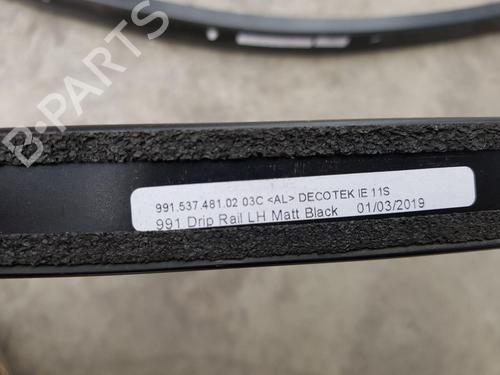 B-PARTS
991.537.481.02 03C <AL> DECOTEK IE 11S
991 Drip Rail LH Matt Black 01/03/2019